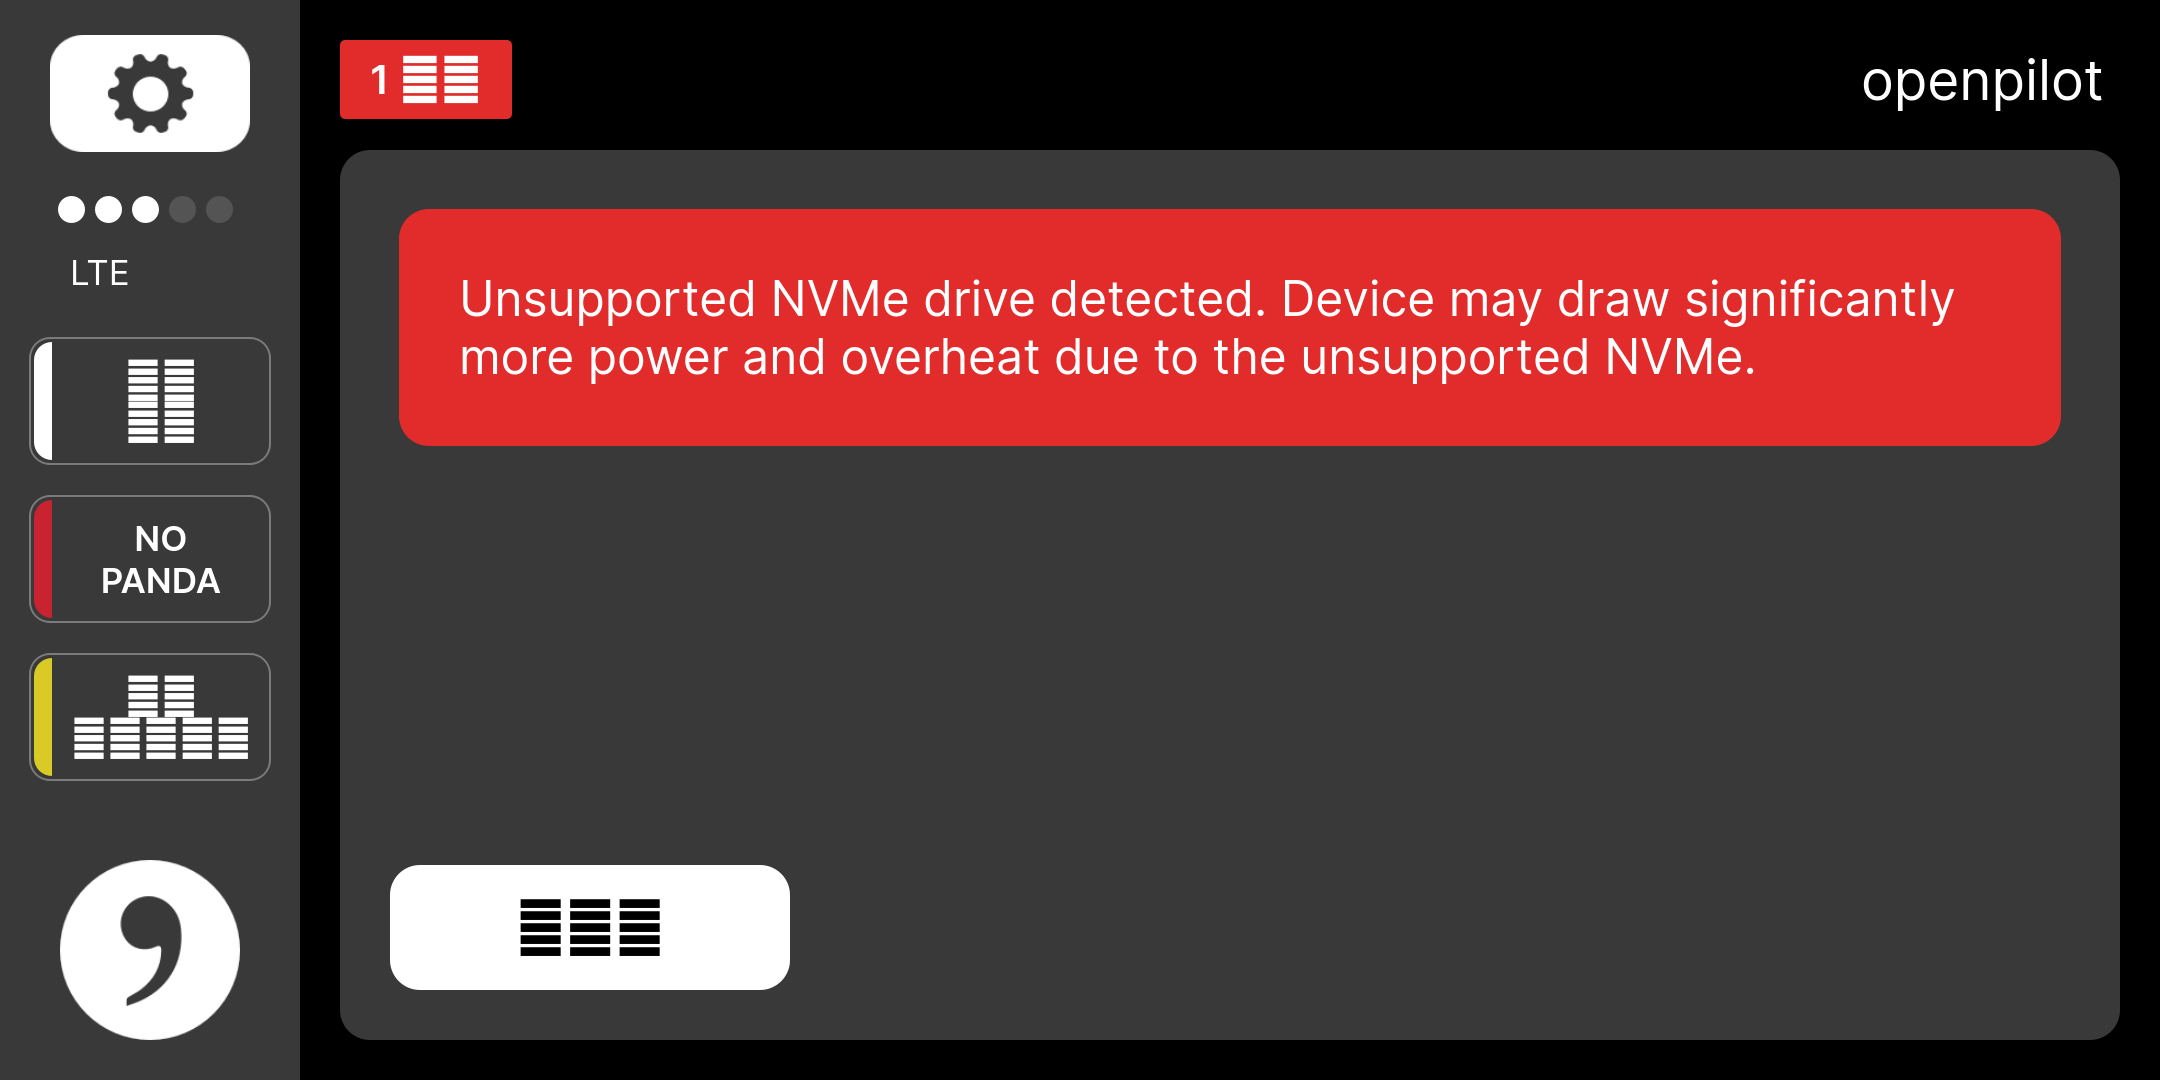 1
openpilot
LTE
Unsupported NVMe drive detected. Device may draw significantly
more power and overheat due to the unsupported NVMe.
NO
PANDA